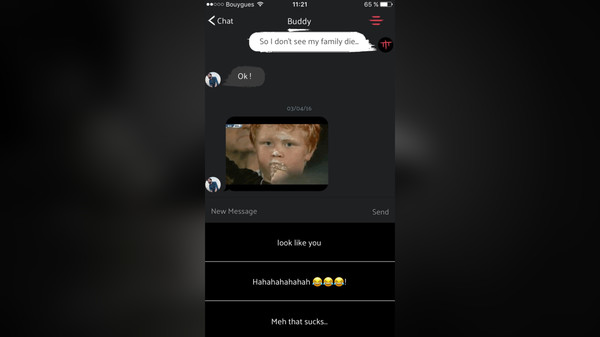 Bouygues
11:21
65 %
Chat
Buddy
So I don't see my family die...
Ok !
03/04/16
New Message
Send
look like you
Hahahahahahah 😂😂😂!
Meh that sucks...